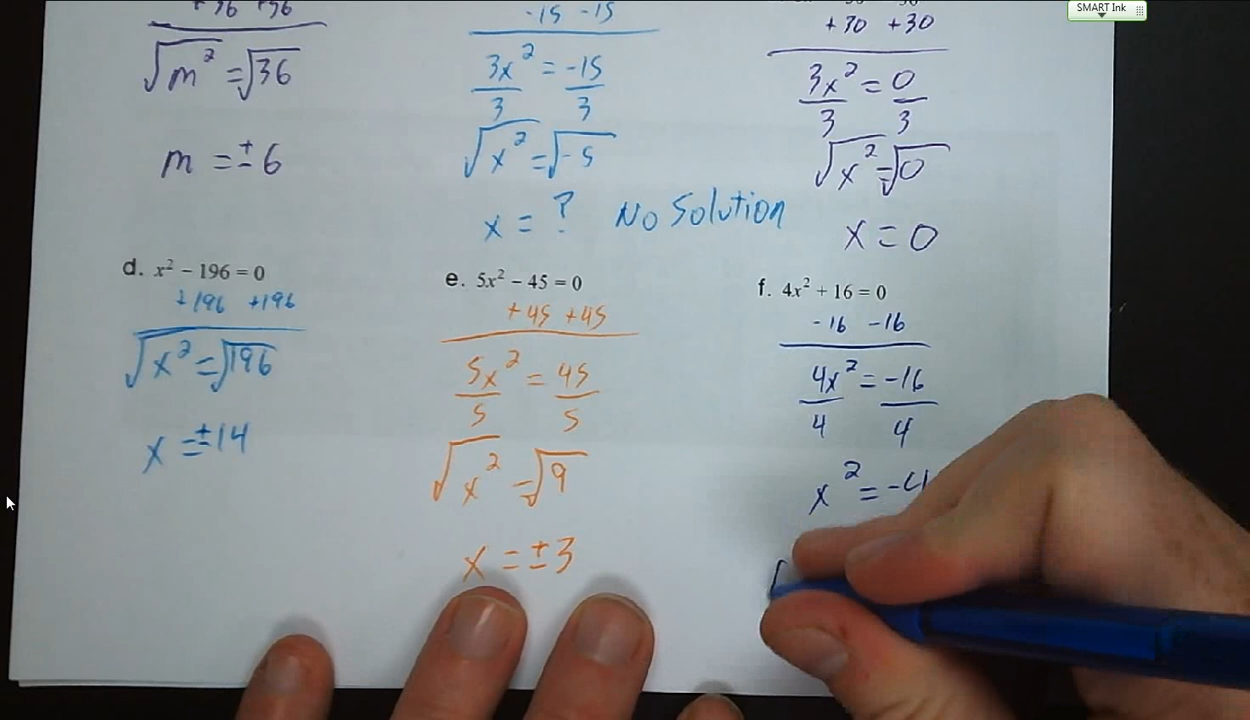 SMART Ink
+36 +36
√m² = √36
m = ±6
-15 -15
3x² = -15
3 3
√x² = √-5
x = ? No Solution
+30 +30
3x² = 0
3 3
√x² = √0
x = 0
d. x² − 196 = 0
+196 +196
√x² = √196
x = ±14
e. 5x² − 45 = 0
+45 +45
5x² = 45
5 5
√x² = √9
x = ±3
f. 4x² + 16 = 0
-16 -16
4x² = -16
4 4
x² = -4